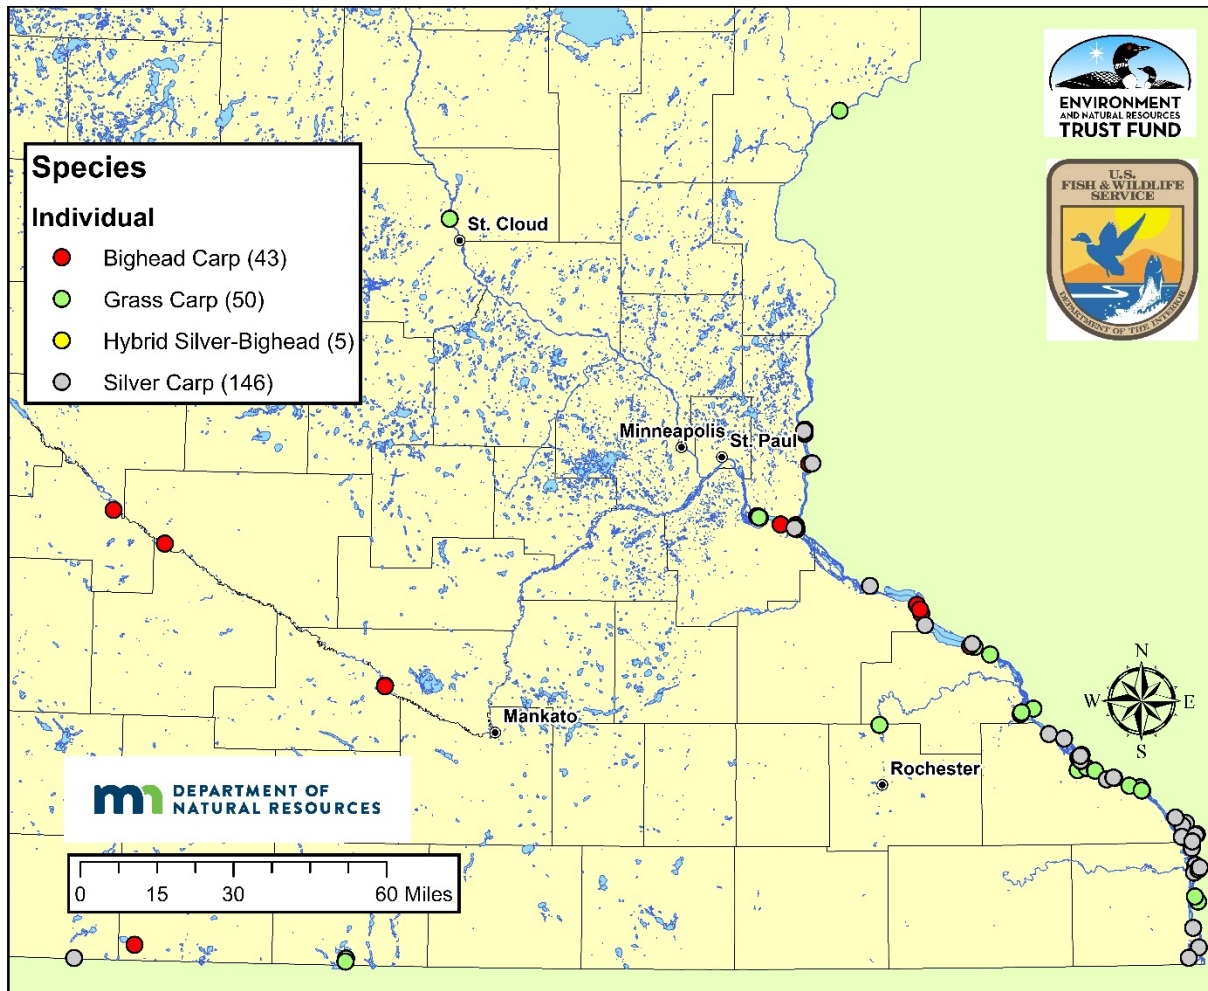 ENVIRONMENT
AND NATURAL RESOURCES
TRUST FUND
Species
Individual
Bighead Carp (43)
Grass Carp (50)
Hybrid Silver-Bighead (5)
Silver Carp (146)
U.S.
FISH & WILDLIFE
SERVICE
DEPARTMENT OF THE INTERIOR
St. Cloud
Minneapolis
St. Paul
N
W E
S
Mankato
Rochester
mn DEPARTMENT OF
NATURAL RESOURCES
0 15 30 60 Miles